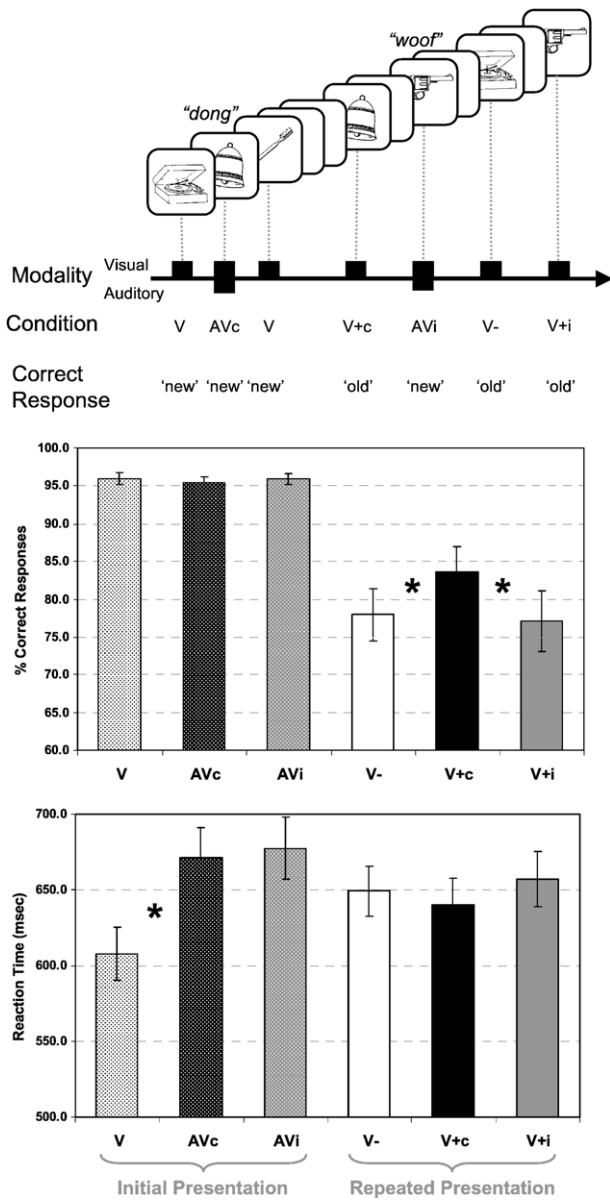 "woof"
"dong"
Modality Visual
Auditory
Condition V AVc V V+c AVi V- V+i
Correct
Response 'new' 'new' 'new' 'old' 'new' 'old' 'old'
100.0
95.0
90.0
85.0
80.0
75.0
70.0
65.0
60.0
% Correct Responses
* *
V AVc AVi V- V+c V+i
700.0
650.0
600.0
550.0
500.0
Reaction Time (msec)
*
V AVc AVi V- V+c V+i
Initial Presentation Repeated Presentation